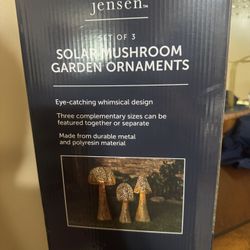 jensen™
SET OF 3
SOLAR MUSHROOM
GARDEN ORNAMENTS
Eye-catching whimsical design
Three complementary sizes can be
featured together or separate
Made from durable metal
and polyresin material